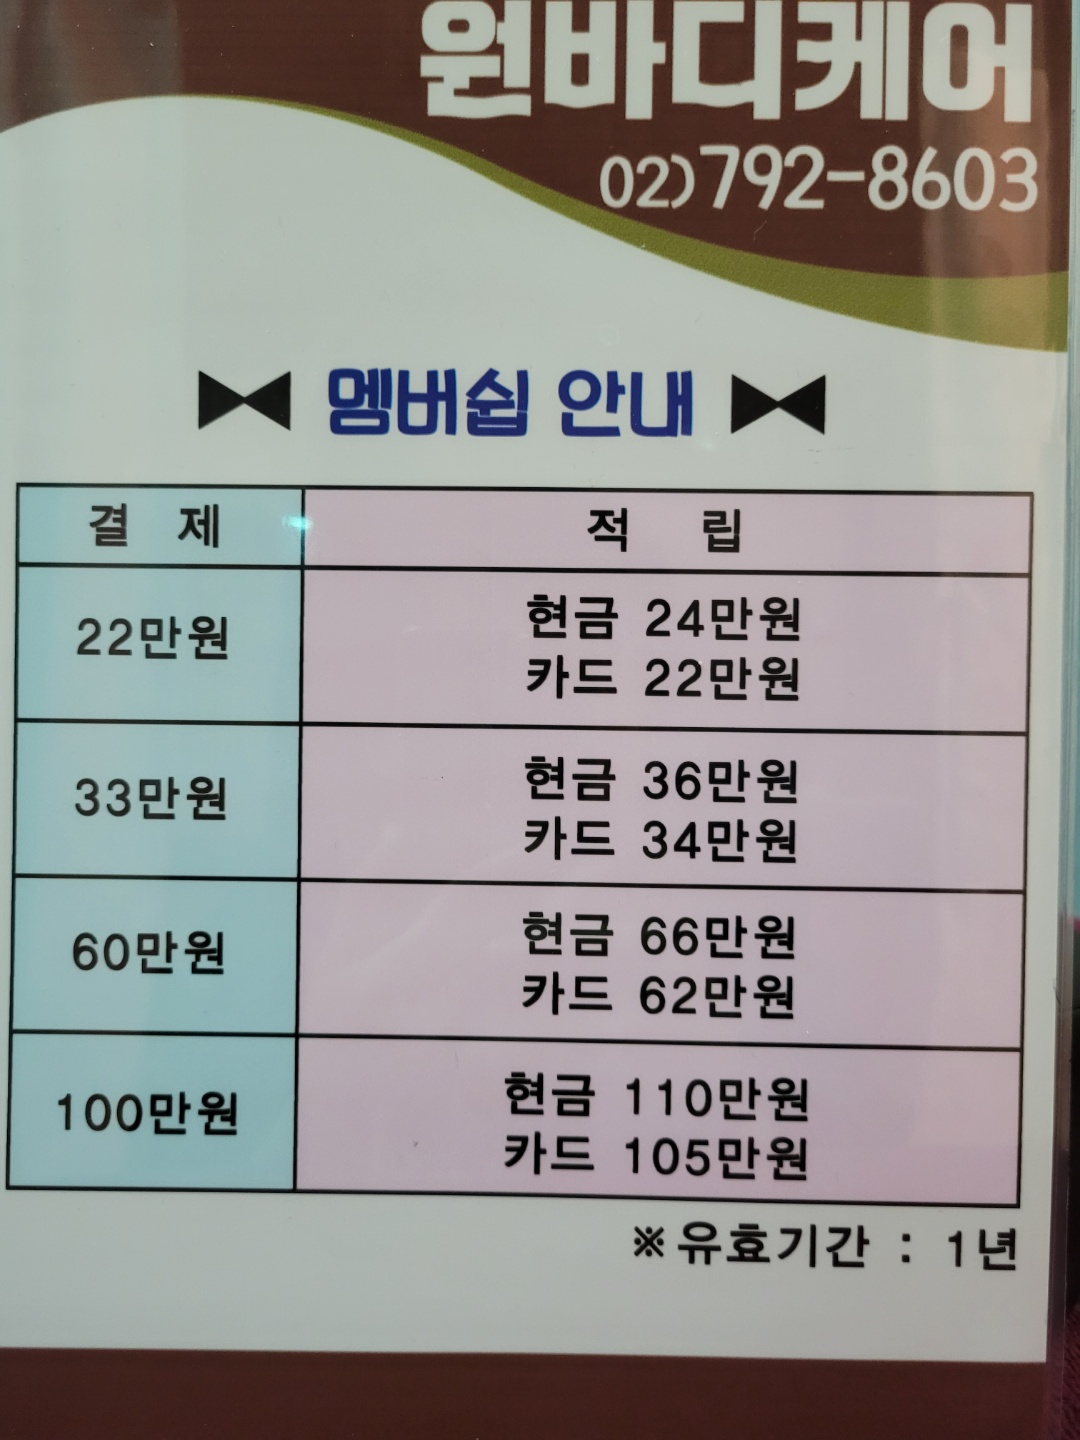 원바디케어
02)792-8603
멤버쉽 안내
결 제 적 립
22만원
현금 24만원
카드 22만원
33만원
현금 36만원
카드 34만원
60만원
현금 66만원
카드 62만원
100만원
현금 110만원
카드 105만원
※유효기간 : 1년